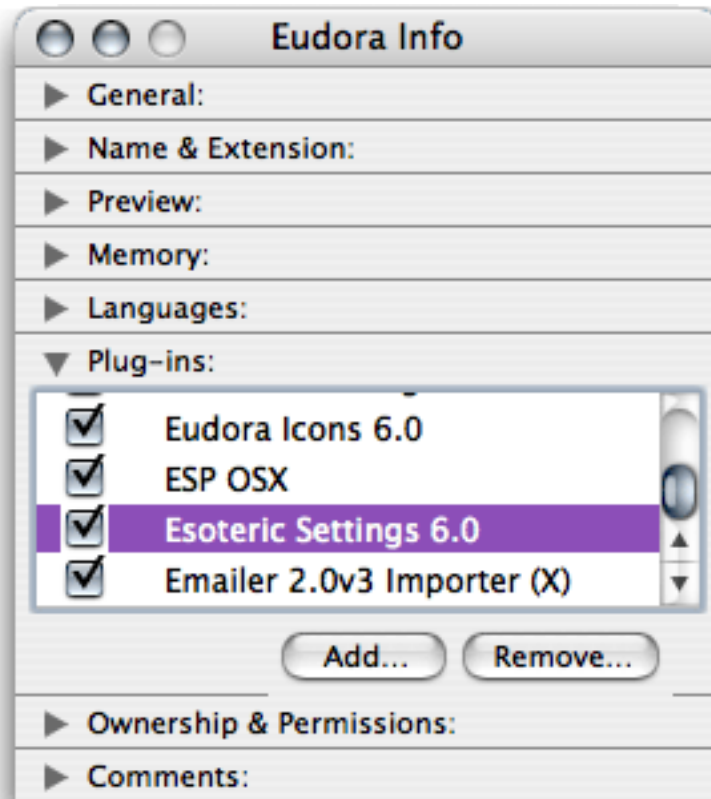 Eudora Info
General:
Name & Extension:
Preview:
Memory:
Languages:
Plug-ins:
Eudora Icons 6.0
ESP OSX
Esoteric Settings 6.0
Emailer 2.0v3 Importer (X)
Add... Remove...
Ownership & Permissions:
Comments: